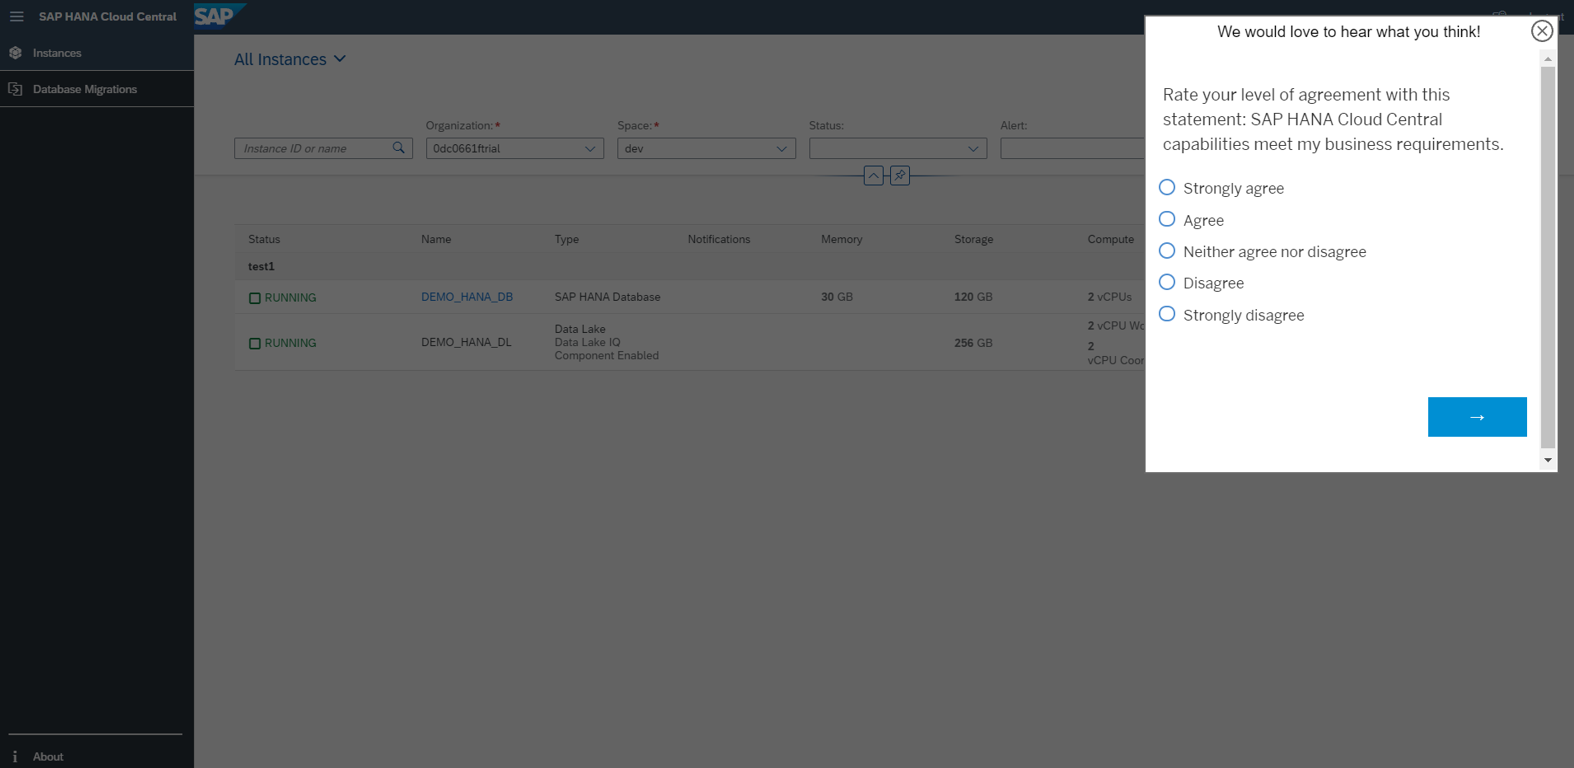 SAP HANA Cloud Central
SAP
Instances
Database Migrations
All Instances
Organization:*
Space:*
Status:
Alert:
Instance ID or name
0dc0661ftrial
dev
Status
Name
Type
Notifications
Memory
Storage
Compute
test1
RUNNING
DEMO_HANA_DB
SAP HANA Database
30 GB
120 GB
2 vCPUs
RUNNING
DEMO_HANA_DL
Data Lake
Data Lake IQ
Component Enabled
256 GB
2 vCPU Wo
2
vCPU Coor
About
We would love to hear what you think!
Rate your level of agreement with this
statement: SAP HANA Cloud Central
capabilities meet my business requirements.
Strongly agree
Agree
Neither agree nor disagree
Disagree
Strongly disagree
→